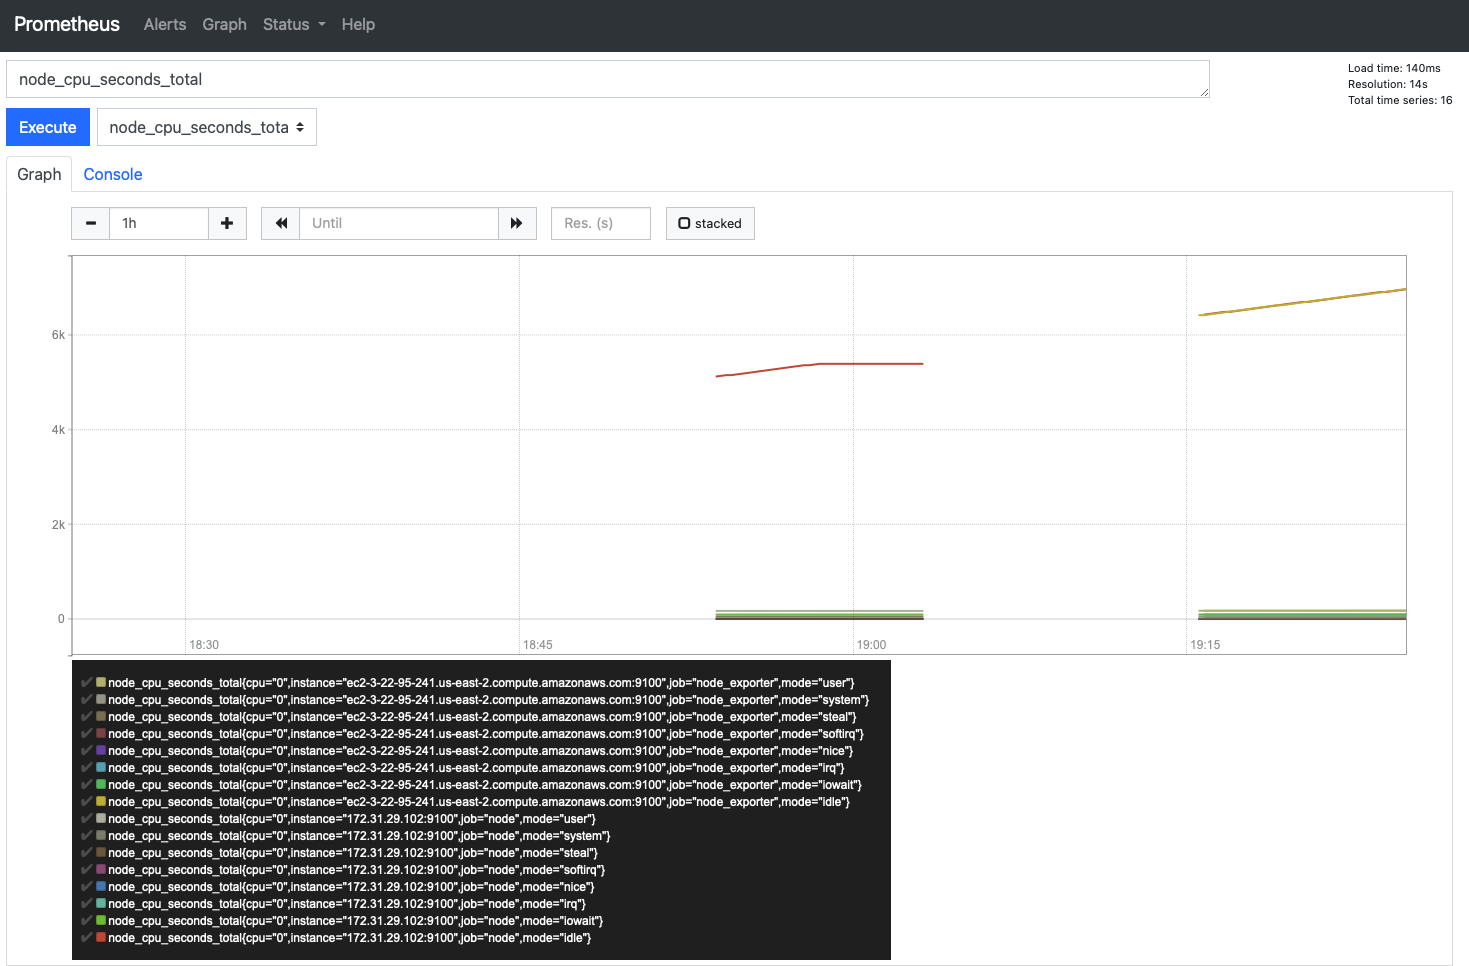 Prometheus Alerts Graph Status Help
node_cpu_seconds_total
Load time: 140ms
Resolution: 14s
Total time series: 16
Execute node_cpu_seconds_tota
Graph Console
1h Until Res. (s) stacked
6k
4k
2k
0
18:30 18:45 19:00 19:15
node_cpu_seconds_total{cpu="0",instance="ec2-3-22-95-241.us-east-2.compute.amazonaws.com:9100",job="node_exporter",mode="user"}
node_cpu_seconds_total{cpu="0",instance="ec2-3-22-95-241.us-east-2.compute.amazonaws.com:9100",job="node_exporter",mode="system"}
node_cpu_seconds_total{cpu="0",instance="ec2-3-22-95-241.us-east-2.compute.amazonaws.com:9100",job="node_exporter",mode="steal"}
node_cpu_seconds_total{cpu="0",instance="ec2-3-22-95-241.us-east-2.compute.amazonaws.com:9100",job="node_exporter",mode="softirq"}
node_cpu_seconds_total{cpu="0",instance="ec2-3-22-95-241.us-east-2.compute.amazonaws.com:9100",job="node_exporter",mode="nice"}
node_cpu_seconds_total{cpu="0",instance="ec2-3-22-95-241.us-east-2.compute.amazonaws.com:9100",job="node_exporter",mode="irq"}
node_cpu_seconds_total{cpu="0",instance="ec2-3-22-95-241.us-east-2.compute.amazonaws.com:9100",job="node_exporter",mode="iowait"}
node_cpu_seconds_total{cpu="0",instance="ec2-3-22-95-241.us-east-2.compute.amazonaws.com:9100",job="node_exporter",mode="idle"}
node_cpu_seconds_total{cpu="0",instance="172.31.29.102:9100",job="node",mode="user"}
node_cpu_seconds_total{cpu="0",instance="172.31.29.102:9100",job="node",mode="system"}
node_cpu_seconds_total{cpu="0",instance="172.31.29.102:9100",job="node",mode="steal"}
node_cpu_seconds_total{cpu="0",instance="172.31.29.102:9100",job="node",mode="softirq"}
node_cpu_seconds_total{cpu="0",instance="172.31.29.102:9100",job="node",mode="nice"}
node_cpu_seconds_total{cpu="0",instance="172.31.29.102:9100",job="node",mode="irq"}
node_cpu_seconds_total{cpu="0",instance="172.31.29.102:9100",job="node",mode="iowait"}
node_cpu_seconds_total{cpu="0",instance="172.31.29.102:9100",job="node",mode="idle"}